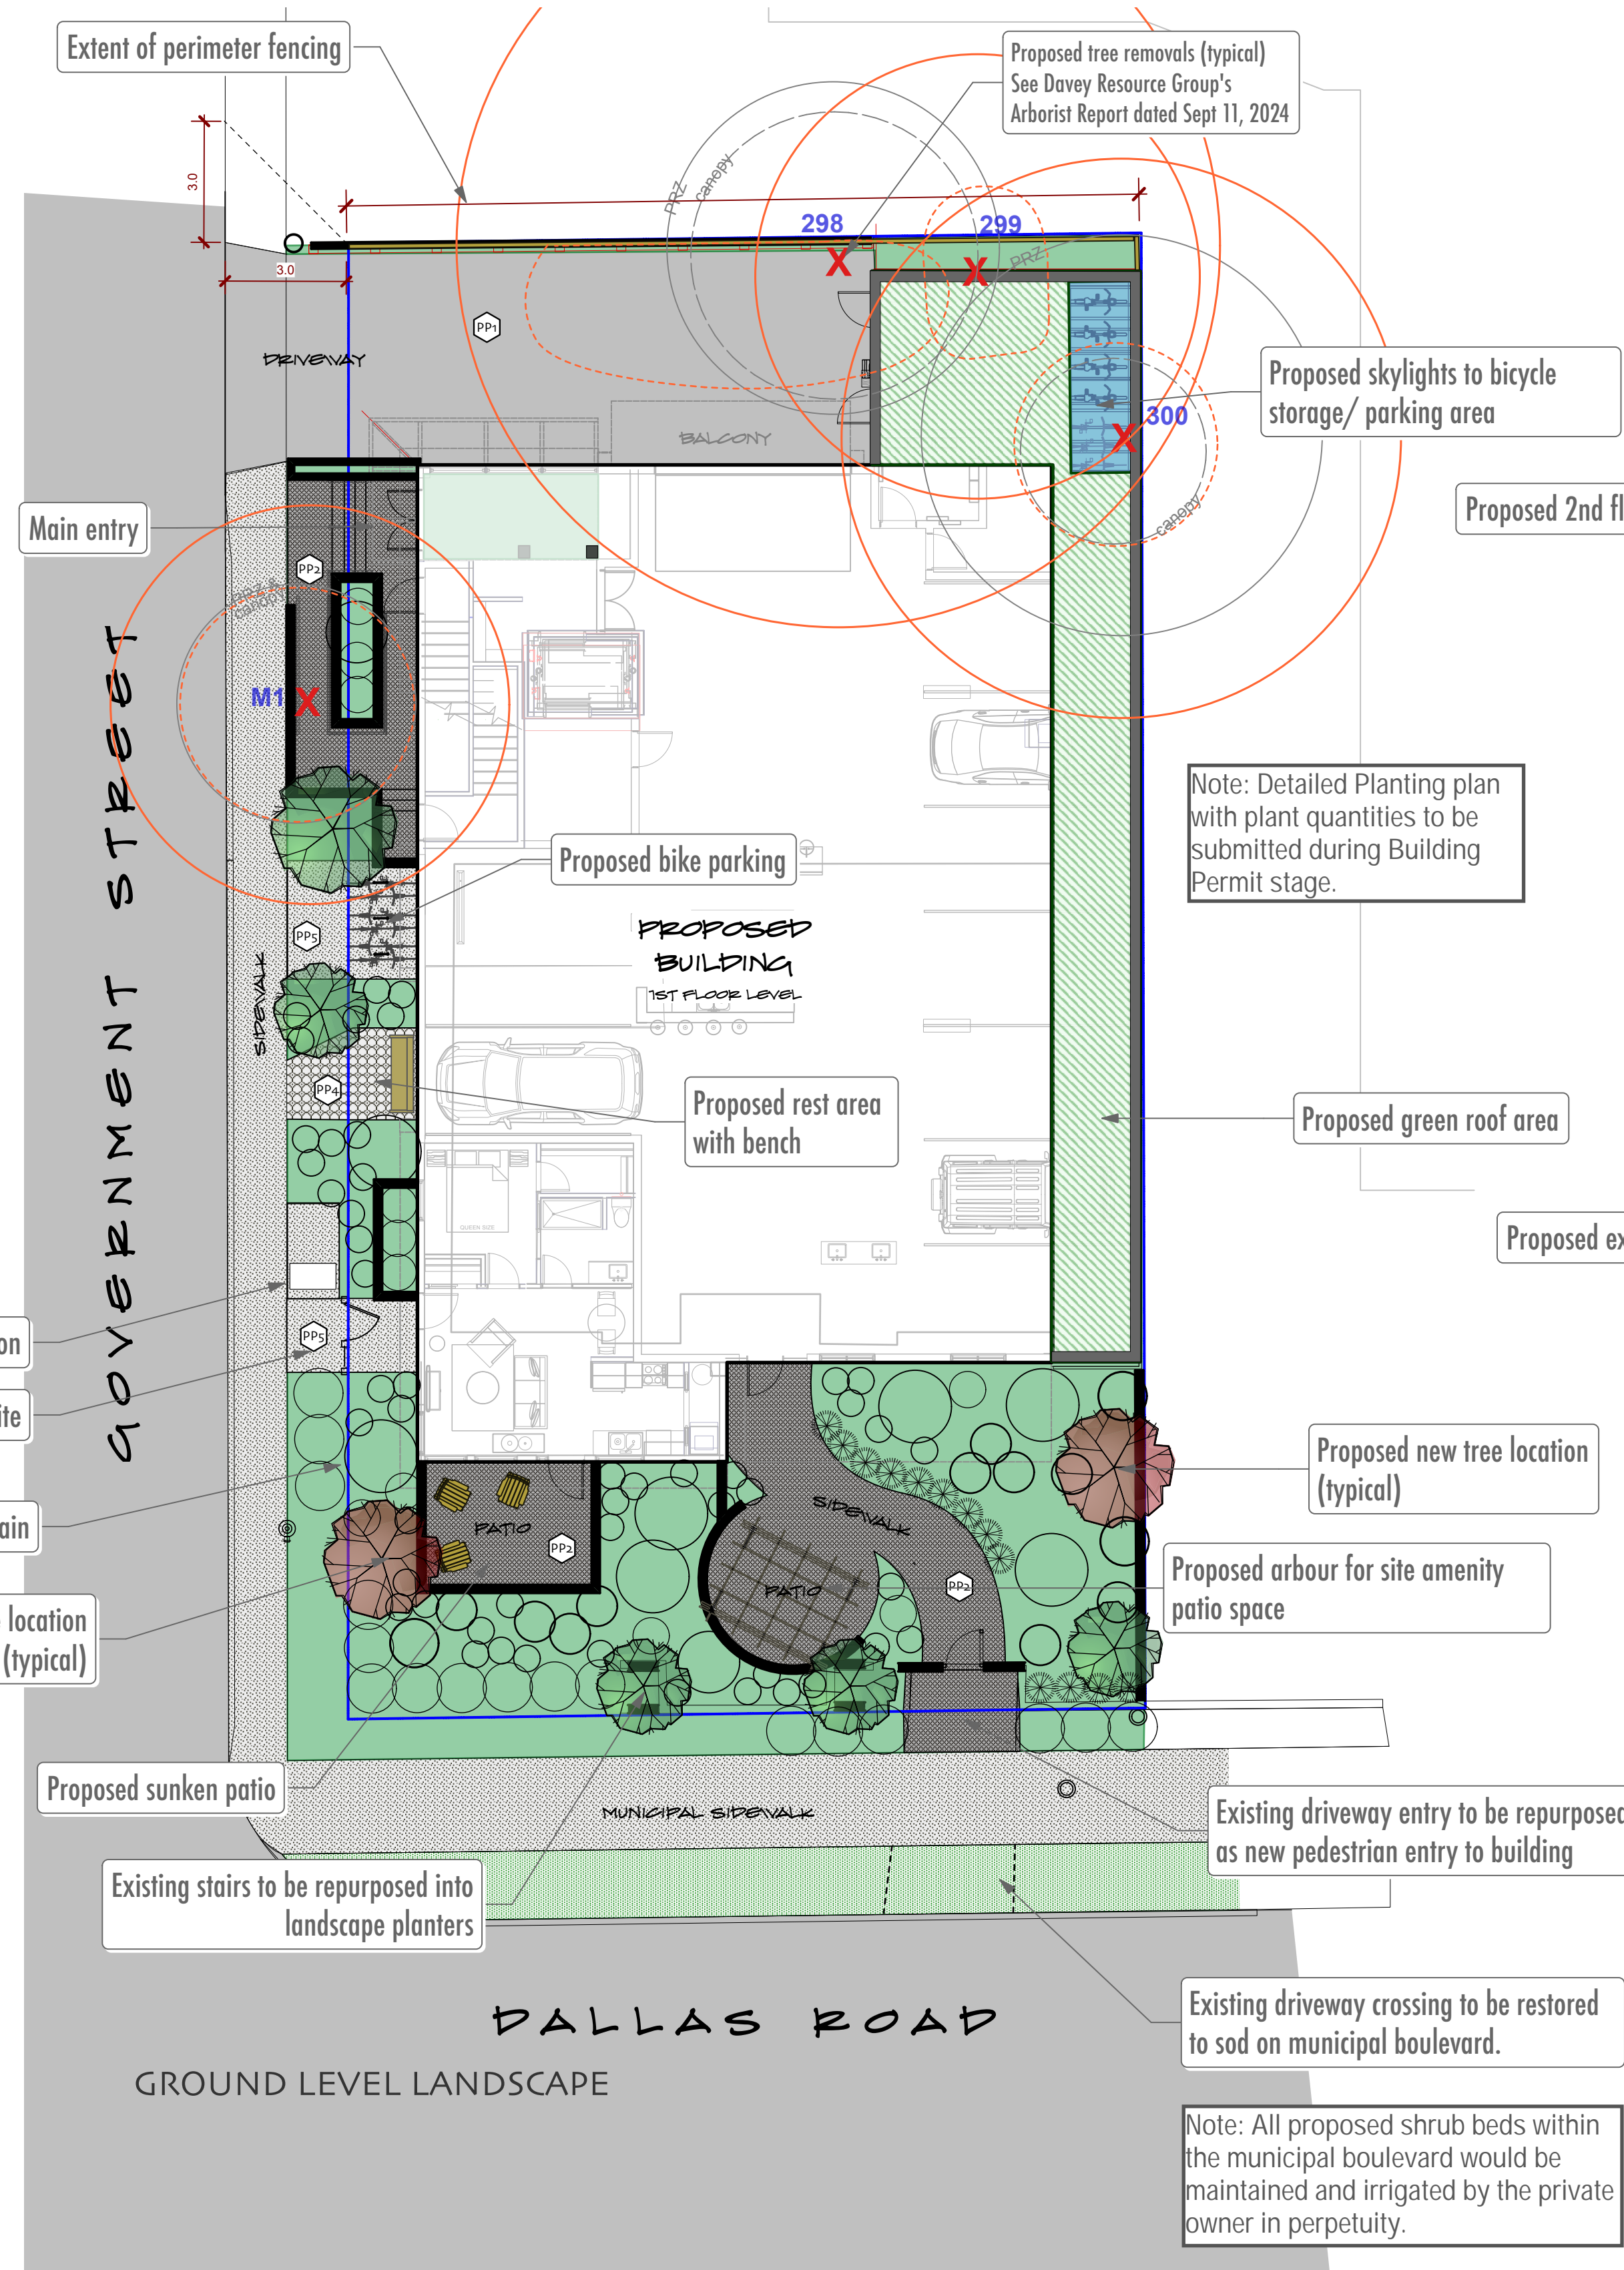 Extent of perimeter fencing
Proposed tree removals (typical)
See Davey Resource Group's
Arborist Report dated Sept 11, 2024
3.0
3.0
PRZ
canopy
298
299
X
X
PRZ
PP1
DRIVEWAY
Proposed skylights to bicycle
storage/ parking area
300
X
BALCONY
canopy
Main entry
Proposed 2nd fl
PP2
PRZ &
canopy
M1
X
GOVERNMENT STREET
Note: Detailed Planting plan
with plant quantities to be
submitted during Building
Permit stage.
Proposed bike parking
PP5
SIDEWALK
PROPOSED
BUILDING
1ST FLOOR LEVEL
PP4
Proposed rest area
with bench
Proposed green roof area
QUEEN SIZE
Proposed ex
on
PP5
ite
Proposed new tree location
(typical)
ain
SIDEWALK
PATIO
PP2
PATIO
PP2
Proposed arbour for site amenity
patio space
location
(typical)
Proposed sunken patio
MUNICIPAL SIDEWALK
Existing driveway entry to be repurposed
as new pedestrian entry to building
Existing stairs to be repurposed into
landscape planters
DALLAS ROAD
Existing driveway crossing to be restored
to sod on municipal boulevard.
GROUND LEVEL LANDSCAPE
Note: All proposed shrub beds within
the municipal boulevard would be
maintained and irrigated by the private
owner in perpetuity.